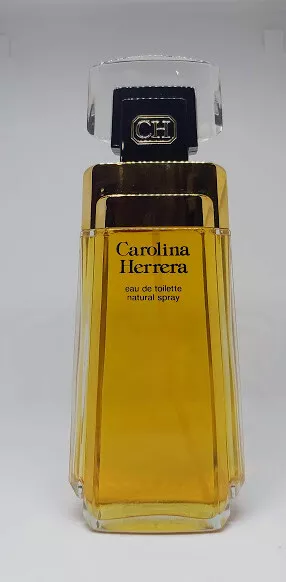 CH
Carolina
Herrera
eau de toilette
natural spray